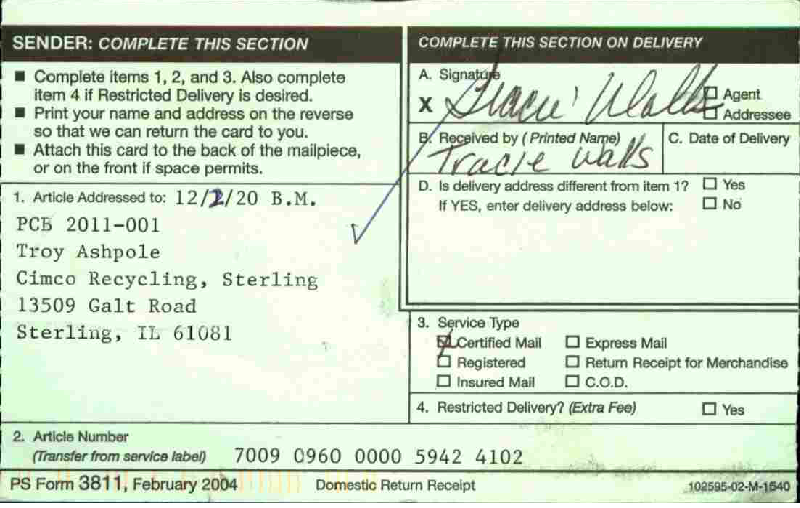 SENDER: COMPLETE THIS SECTION
■ Complete items 1, 2, and 3. Also complete
item 4 if Restricted Delivery is desired.
■ Print your name and address on the reverse
so that we can return the card to you.
■ Attach this card to the back of the mailpiece,
or on the front if space permits.
1. Article Addressed to: 12/2/20 B.M.
PCB 2011-001
Troy Ashpole
Cimco Recycling, Sterling
13509 Galt Road
Sterling, IL 61081
2. Article Number
(Transfer from service label) 7009 0960 0000 5942 4102
COMPLETE THIS SECTION ON DELIVERY
A. Signature
X Tracie Walls
☐ Agent
☐ Addressee
B. Received by (Printed Name)
Tracie Walls
C. Date of Delivery
D. Is delivery address different from item 1? ☐ Yes
If YES, enter delivery address below: ☐ No
3. Service Type
☑ Certified Mail ☐ Express Mail
☐ Registered ☐ Return Receipt for Merchandise
☐ Insured Mail ☐ C.O.D.
4. Restricted Delivery? (Extra Fee) ☐ Yes
PS Form 3811, February 2004 Domestic Return Receipt 102595-02-M-1540